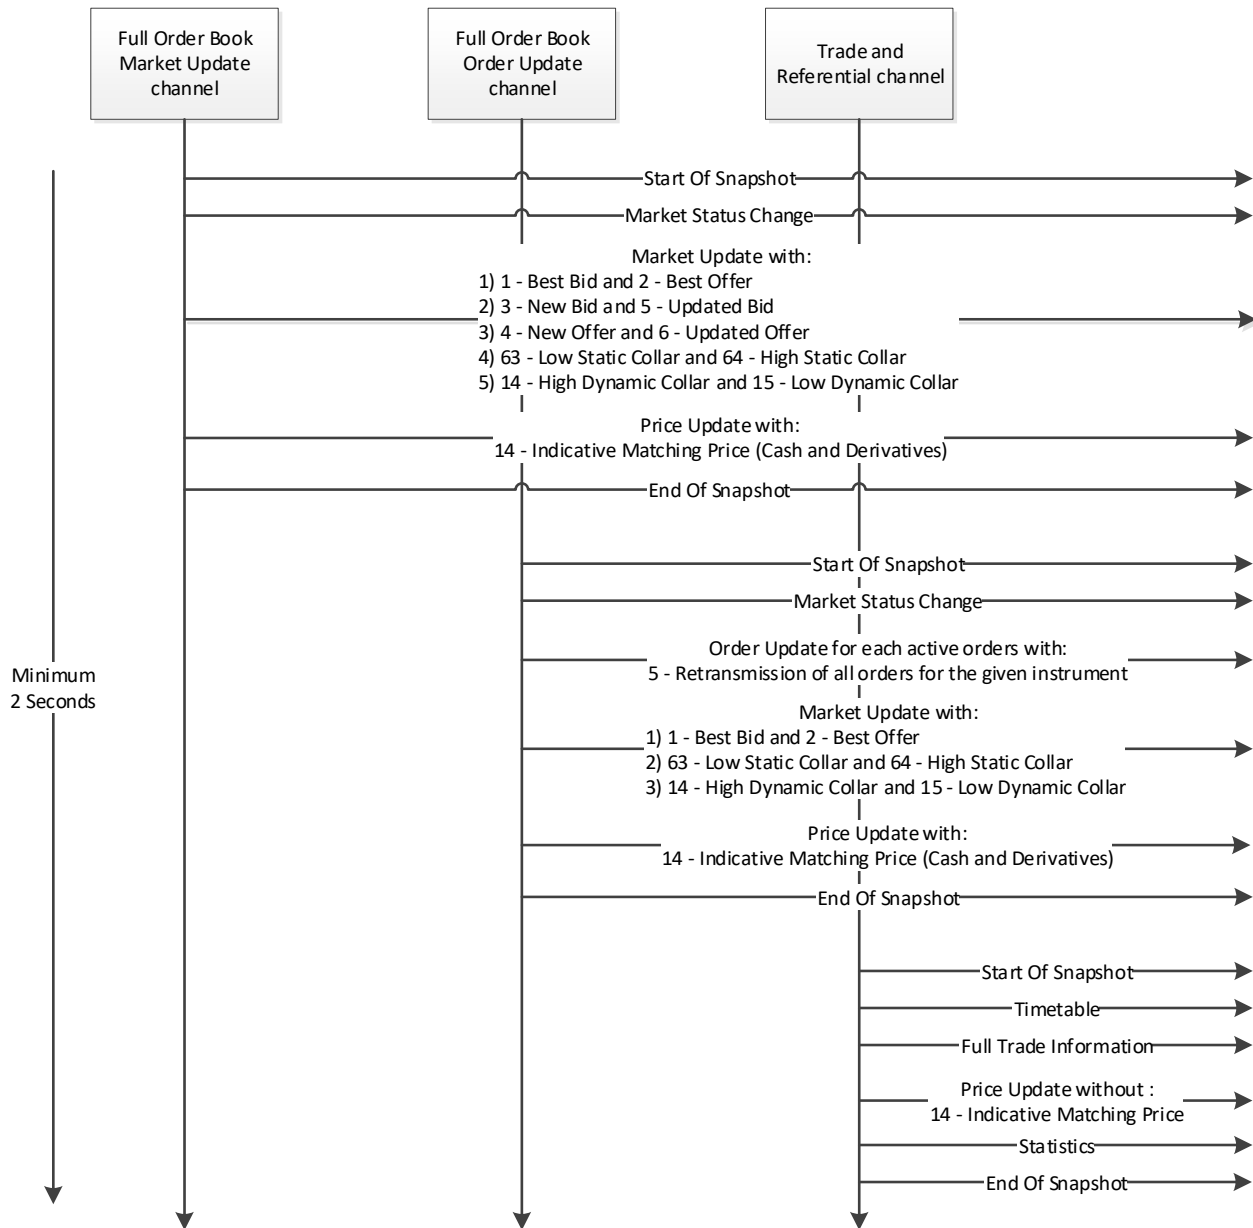 Full Order Book
Market Update
channel
Full Order Book
Order Update
channel
Trade and
Referential channel
Start Of Snapshot
Market Status Change
Market Update with:
1) 1 - Best Bid and 2 - Best Offer
2) 3 - New Bid and 5 - Updated Bid
3) 4 - New Offer and 6 - Updated Offer
4) 63 - Low Static Collar and 64 - High Static Collar
5) 14 - High Dynamic Collar and 15 - Low Dynamic Collar
Price Update with:
14 - Indicative Matching Price (Cash and Derivatives)
End Of Snapshot
Start Of Snapshot
Market Status Change
Order Update for each active orders with:
5 - Retransmission of all orders for the given instrument
Minimum
2 Seconds
Market Update with:
1) 1 - Best Bid and 2 - Best Offer
2) 63 - Low Static Collar and 64 - High Static Collar
3) 14 - High Dynamic Collar and 15 - Low Dynamic Collar
Price Update with:
14 - Indicative Matching Price (Cash and Derivatives)
End Of Snapshot
Start Of Snapshot
Timetable
Full Trade Information
Price Update without :
14 - Indicative Matching Price
Statistics
End Of Snapshot